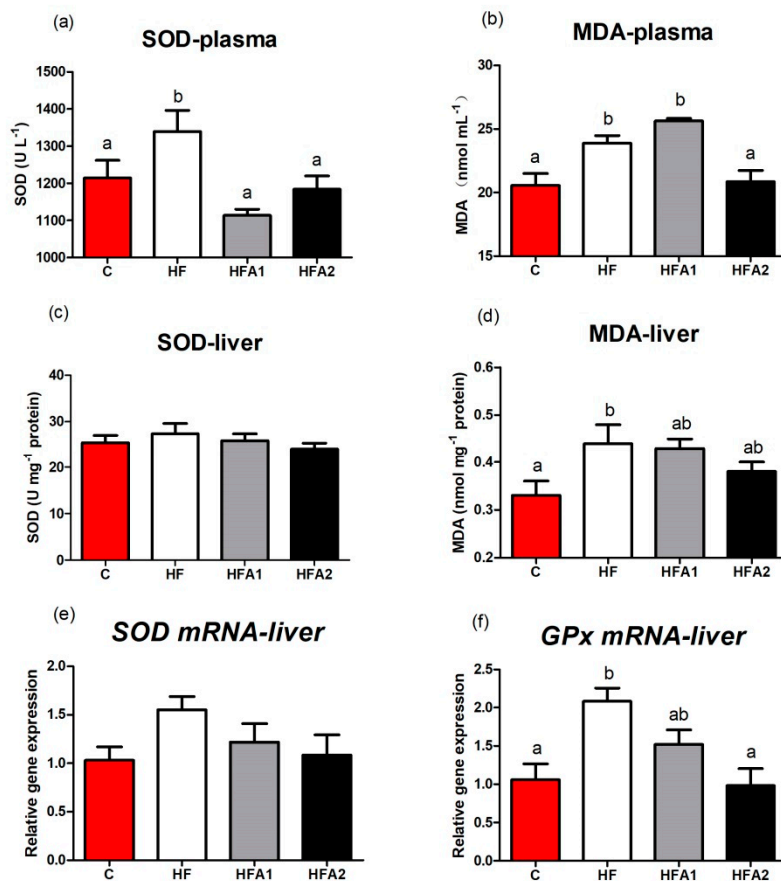 (a)
SOD-plasma
SOD (U L⁻¹)
1500
1400
1300
1200
1100
1000
a
b
a
a
C HF HFA1 HFA2
(b)
MDA-plasma
MDA (nmol mL⁻¹)
30
25
20
15
a
b
b
a
C HF HFA1 HFA2
(c)
SOD-liver
SOD (U mg⁻¹ protein)
40
30
20
10
0
C HF HFA1 HFA2
(d)
MDA-liver
MDA (nmol mg⁻¹ protein)
0.6
0.5
0.4
0.3
0.2
a
b
ab
ab
C HF HFA1 HFA2
(e)
SOD mRNA-liver
Relative gene expression
2.0
1.5
1.0
0.5
0.0
C HF HFA1 HFA2
(f)
GPx mRNA-liver
Relative gene expression
2.5
2.0
1.5
1.0
0.5
0.0
a
b
ab
a
C HF HFA1 HFA2